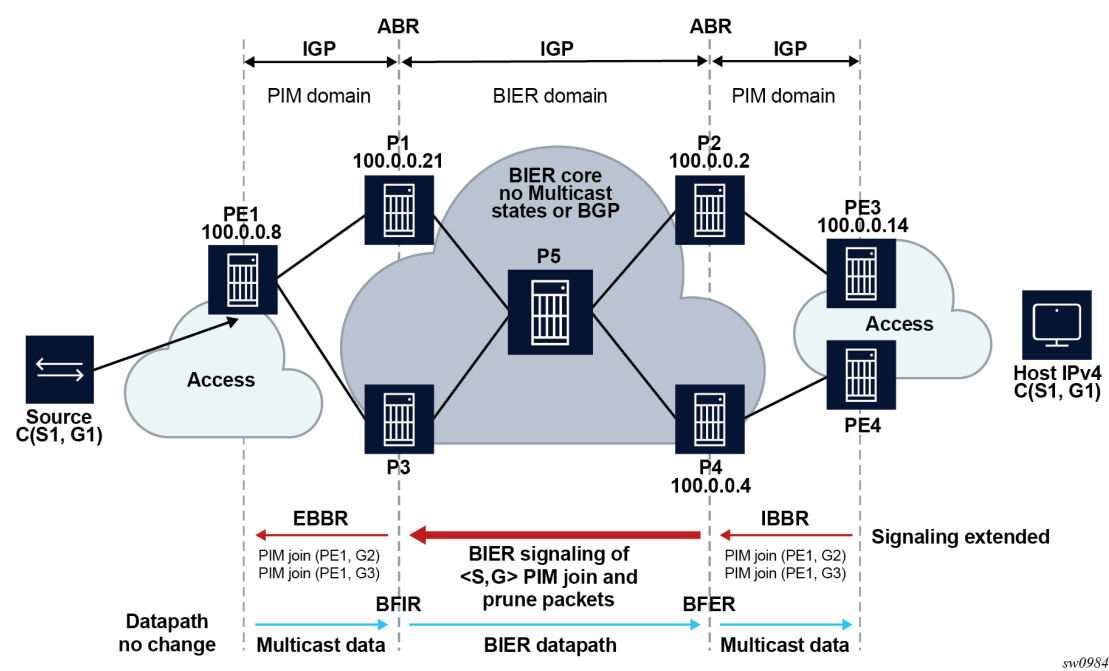 ABR
ABR
IGP
IGP
IGP
PIM domain
BIER domain
PIM domain
P1
100.0.0.21
P2
100.0.0.2
BIER core
no Multicast
states or BGP
PE1
100.0.0.8
PE3
100.0.0.14
P5
Access
Access
Source
C(S1, G1)
Host IPv4
C(S1, G1)
P3
P4
100.0.0.4
PE4
EBBR
PIM join (PE1, G2)
PIM join (PE1, G3)
BIER signaling of
<S,G> PIM join and
prune packets
IBBR
PIM join (PE1, G2)
PIM join (PE1, G3)
Signaling extended
Datapath
no change
BFIR
BFER
Multicast data
BIER datapath
Multicast data
sw0984